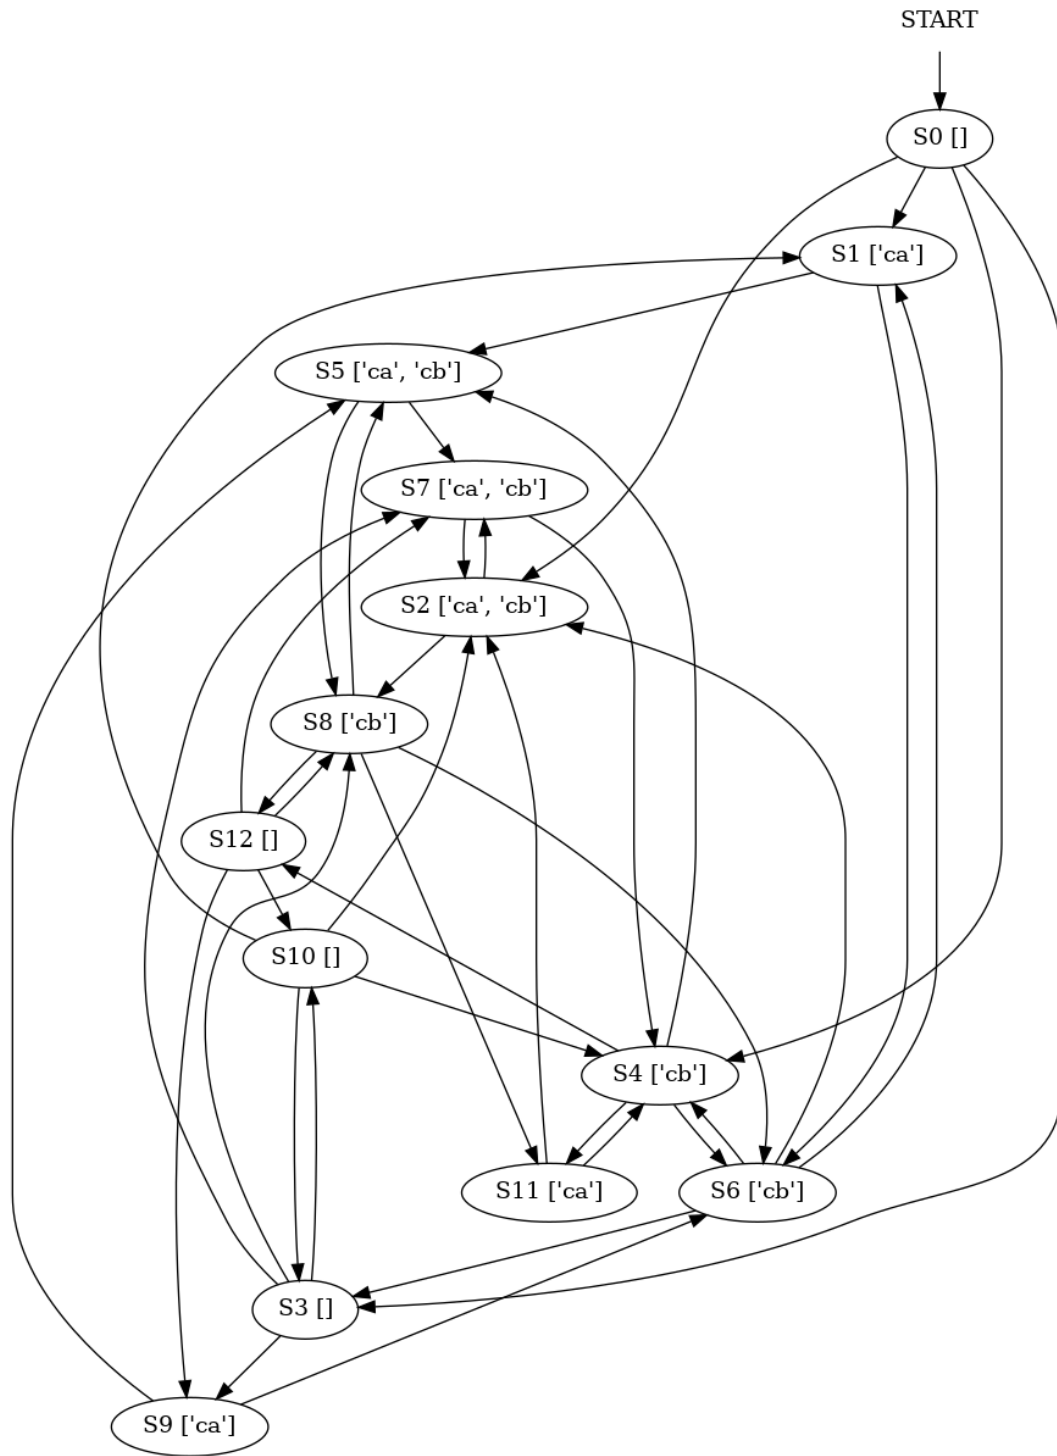 START
S0 []
S1 ['ca']
S5 ['ca', 'cb']
S7 ['ca', 'cb']
S2 ['ca', 'cb']
S8 ['cb']
S12 []
S10 []
S4 ['cb']
S11 ['ca']
S6 ['cb']
S3 []
S9 ['ca']